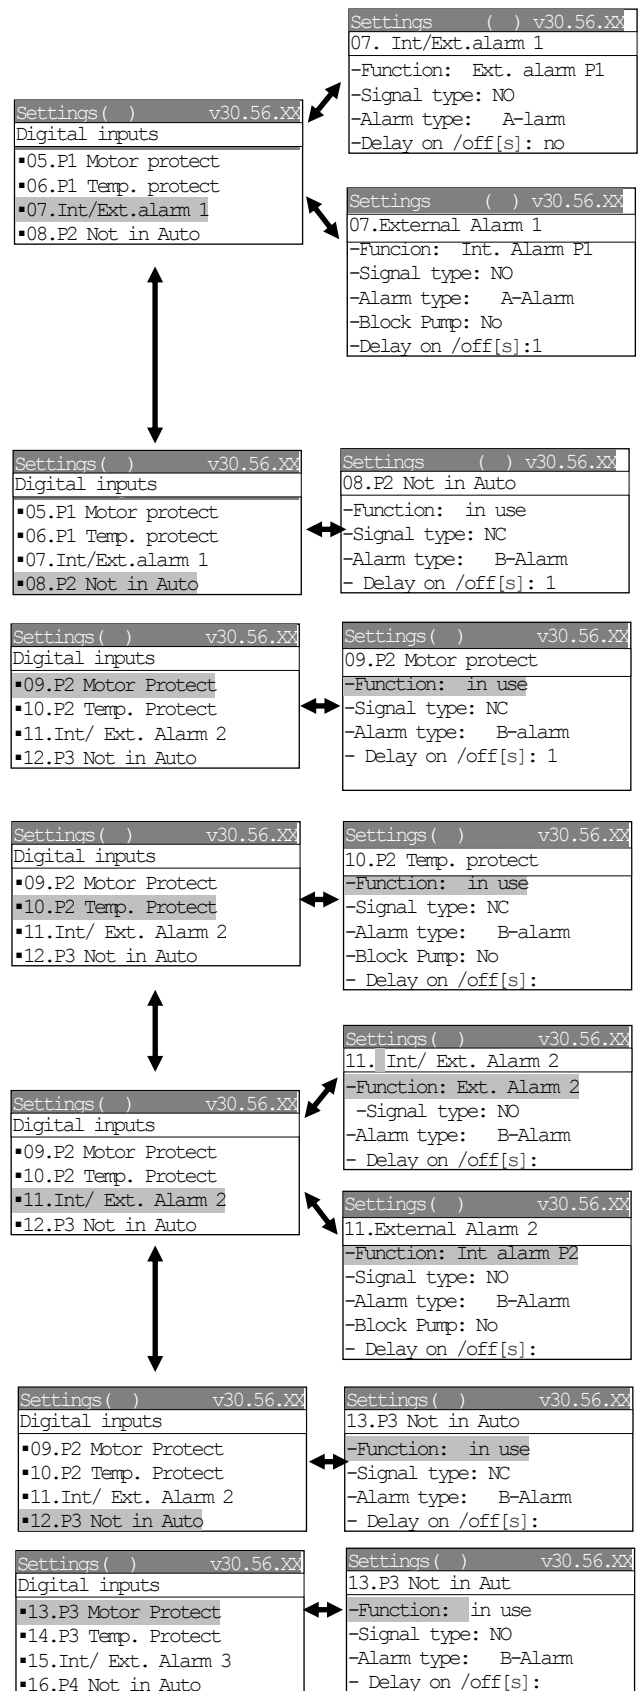 Settings ( ) v30.56.XX
07. Int/Ext.alarm 1
-Function: Ext. alarm P1
-Signal type: NO
-Alarm type: A-larm
-Delay on /off[s]: no
Settings( ) v30.56.XX
Digital inputs
▪05.P1 Motor protect
▪06.P1 Temp. protect
▪07.Int/Ext.alarm 1
▪08.P2 Not in Auto
Settings ( ) v30.56.XX
07.External Alarm 1
-Funcion: Int. Alarm P1
-Signal type: NO
-Alarm type: A-Alarm
-Block Pump: No
-Delay on /off[s]:1
Settings( ) v30.56.XX
Digital inputs
▪05.P1 Motor protect
▪06.P1 Temp. protect
▪07.Int/Ext.alarm 1
▪08.P2 Not in Auto
Settings ( ) v30.56.XX
08.P2 Not in Auto
-Function: in use
-Signal type: NC
-Alarm type: B-Alarm
- Delay on /off[s]: 1
Settings( ) v30.56.XX
Digital inputs
▪09.P2 Motor Protect
▪10.P2 Temp. Protect
▪11.Int/ Ext. Alarm 2
▪12.P3 Not in Auto
Settings( ) v30.56.XX
09.P2 Motor protect
-Function: in use
-Signal type: NC
-Alarm type: B-alarm
- Delay on /off[s]: 1
Settings( ) v30.56.XX
Digital inputs
▪09.P2 Motor Protect
▪10.P2 Temp. Protect
▪11.Int/ Ext. Alarm 2
▪12.P3 Not in Auto
Settings( ) v30.56.XX
10.P2 Temp. protect
-Function: in use
-Signal type: NC
-Alarm type: B-alarm
-Block Pump: No
- Delay on /off[s]:
Settings( ) v30.56.XX
11. Int/ Ext. Alarm 2
-Function: Ext. Alarm 2
-Signal type: NO
-Alarm type: B-Alarm
- Delay on /off[s]:
Settings( ) v30.56.XX
Digital inputs
▪09.P2 Motor Protect
▪10.P2 Temp. Protect
▪11.Int/ Ext. Alarm 2
▪12.P3 Not in Auto
Settings( ) v30.56.XX
11.External Alarm 2
-Function: Int alarm P2
-Signal type: NO
-Alarm type: B-Alarm
-Block Pump: No
- Delay on /off[s]:
Settings( ) v30.56.XX
Digital inputs
▪09.P2 Motor Protect
▪10.P2 Temp. Protect
▪11.Int/ Ext. Alarm 2
▪12.P3 Not in Auto
Settings( ) v30.56.XX
13.P3 Not in Auto
-Function: in use
-Signal type: NC
-Alarm type: B-Alarm
- Delay on /off[s]:
Settings( ) v30.56.XX
Digital inputs
▪13.P3 Motor Protect
▪14.P3 Temp. Protect
▪15.Int/ Ext. Alarm 3
▪16.P4 Not in Auto
Settings( ) v30.56.XX
13.P3 Not in Aut
-Function: in use
-Signal type: NO
-Alarm type: B-Alarm
- Delay on /off[s]: